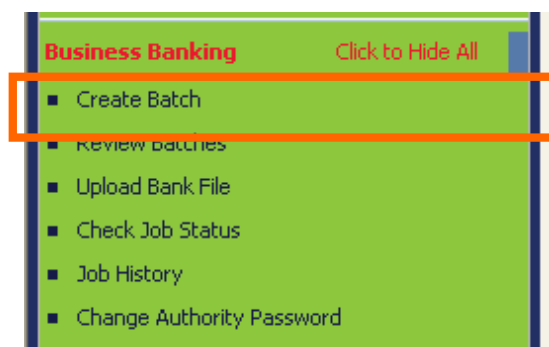 Business Banking Click to Hide All
Create Batch
Review Batches
Upload Bank File
Check Job Status
Job History
Change Authority Password